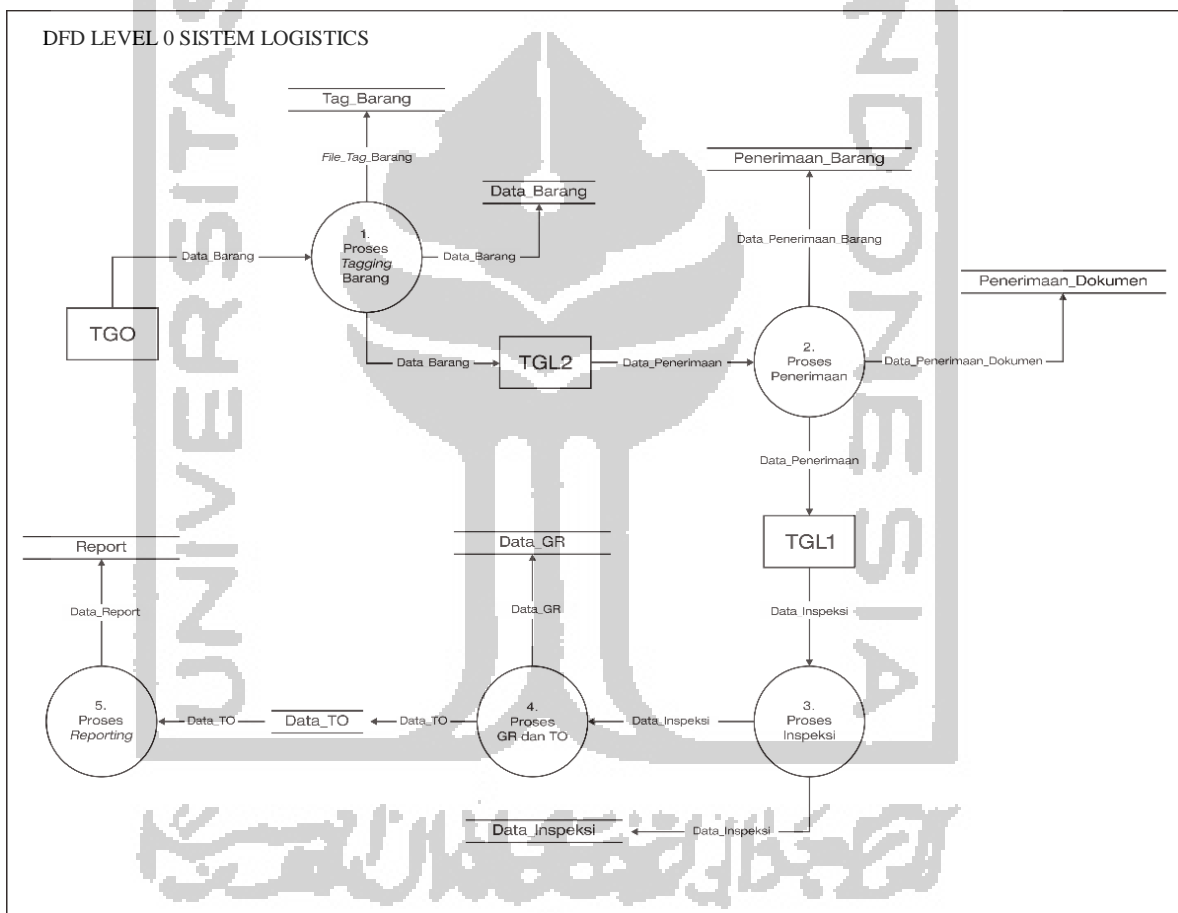 DFD LEVEL 0 SISTEM LOGISTICS
Tag_Barang
File_Tag_Barang
Data_Barang
Penerimaan_Barang
1.
Proses
Tagging
Barang
Data_Barang
Data_Barang
Data_Penerimaan_Barang
Penerimaan_Dokumen
TGO
Data Barang
TGL2
Data_Penerimaan
2.
Proses
Penerimaan
Data_Penerimaan_Dokumen
Data_Penerimaan
Report
Data_GR
TGL1
Data_Report
Data_GR
Data_Inspeksi
5.
Proses
Reporting
Data_TO
Data_TO
Data_TO
4.
Proses
GR dan TO
Data_Inspeksi
3.
Proses
Inspeksi
Data_Inspeksi
Data_Inspeksi
UNIVERSITAS